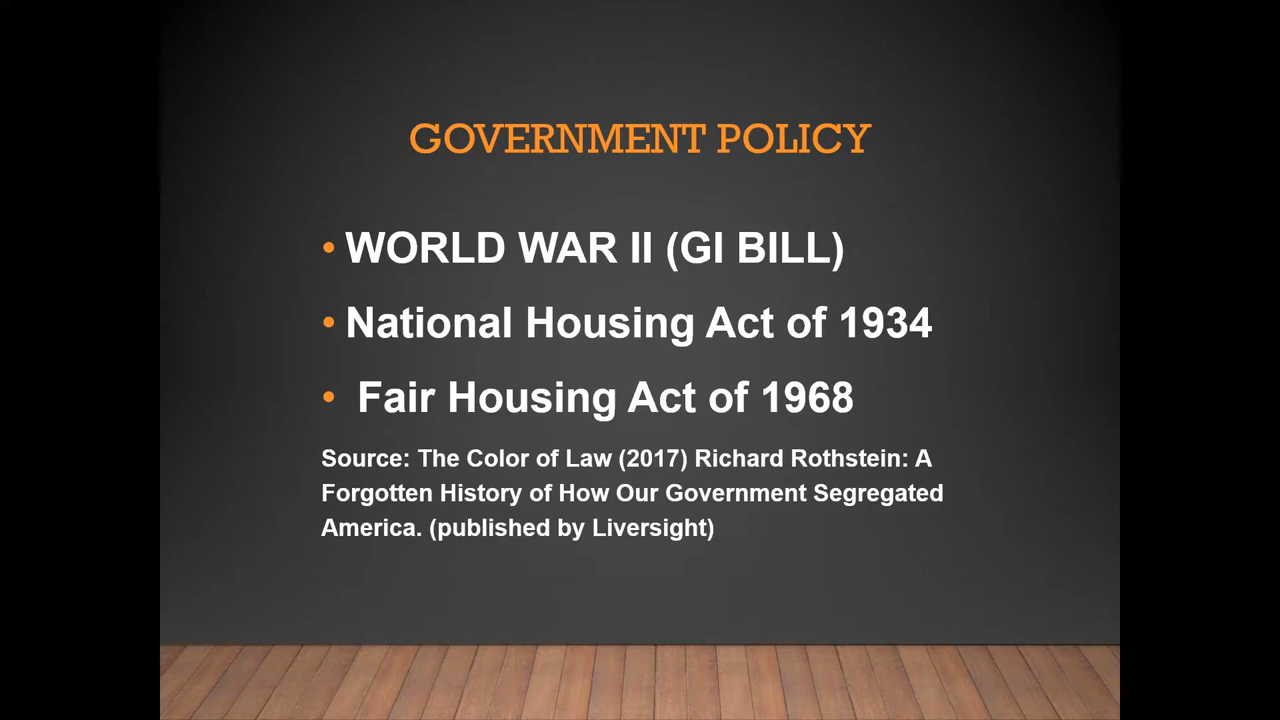 GOVERNMENT POLICY
• WORLD WAR II (GI BILL)
• National Housing Act of 1934
• Fair Housing Act of 1968
Source: The Color of Law (2017) Richard Rothstein: A
Forgotten History of How Our Government Segregated
America. (published by Liversight)